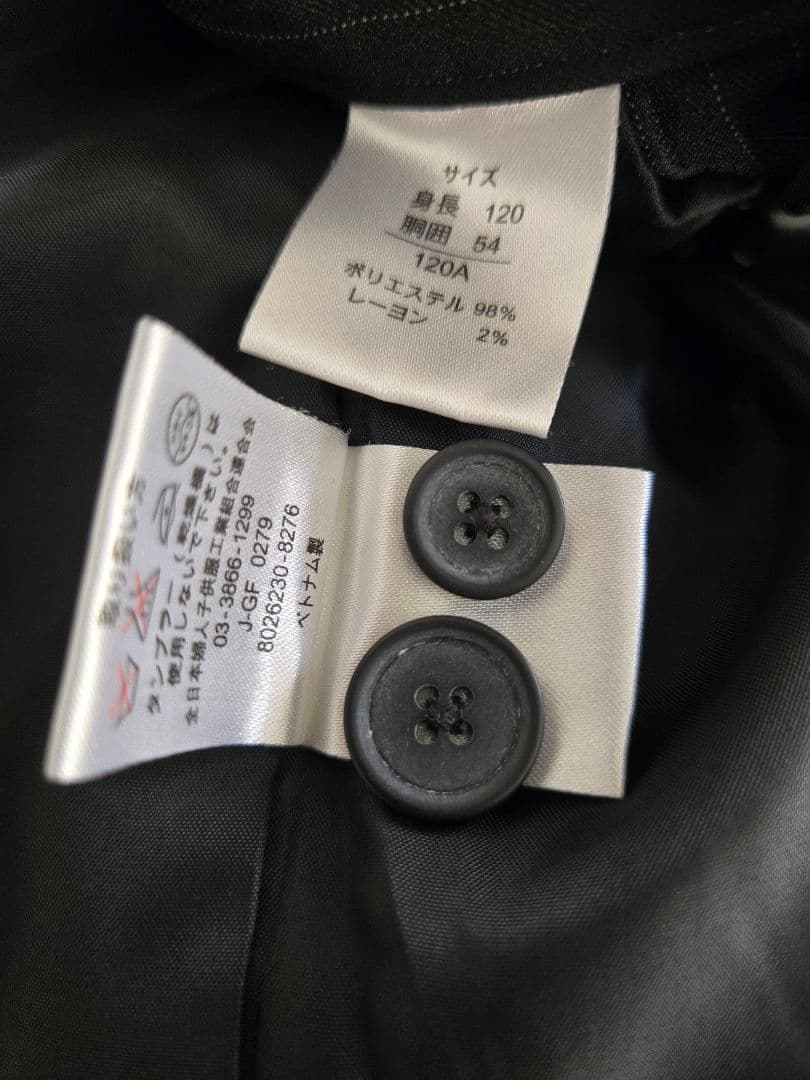 サイズ
身長 120
胴囲 54
120A
ポリエステル 98%
レーヨン 2%
取り扱い方
タンブラー(乾燥機)は
使用しないで下さい。
全日本婦人子供服工業組合連合会
03-3866-1299
J-GF 0279
8026230-8276
ベトナム製